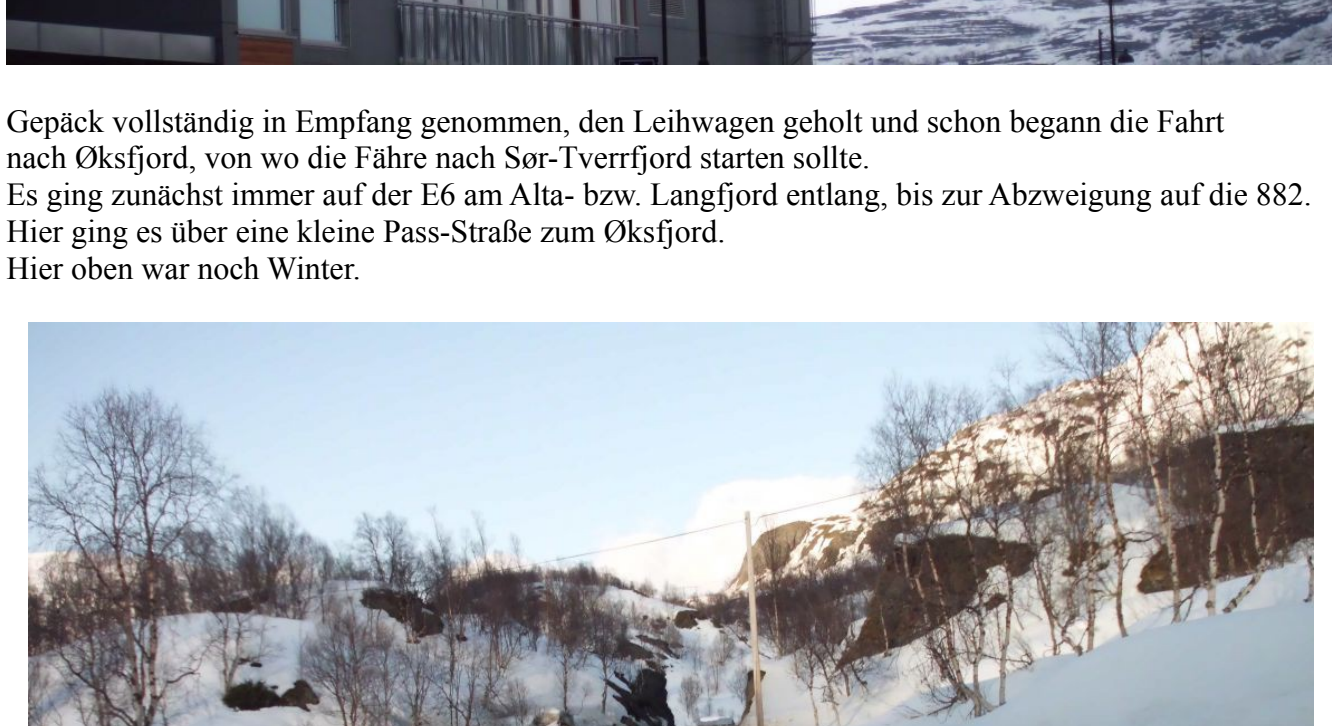 Gepäck vollständig in Empfang genommen, den Leihwagen geholt und schon begann die Fahrt
nach Øksfjord, von wo die Fähre nach Sør-Tverrfjord starten sollte.
Es ging zunächst immer auf der E6 am Alta- bzw. Langfjord entlang, bis zur Abzweigung auf die 882.
Hier ging es über eine kleine Pass-Straße zum Øksfjord.
Hier oben war noch Winter.